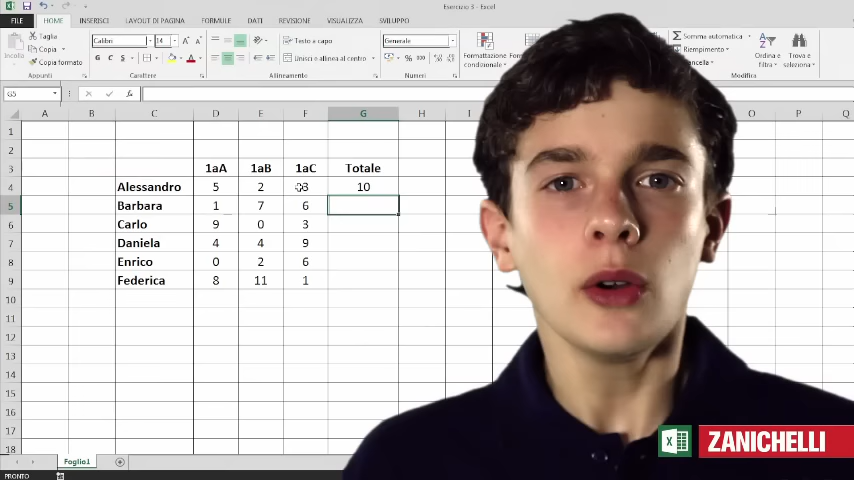 Esercizio 3 - Excel
FILE HOME INSERISCI LAYOUT DI PAGINA FORMULE DATI REVISIONE VISUALIZZA SVILUPPO
Taglia
Copia
Incolla
Copia formato
Appunti
Calibri 14
G C S
Carattere
Testo a capo
Unisci e allinea al centro
Allineamento
Generale
% 000
Numeri
Formattazione condizionale
Somma automatica
Riempimento
Cancella
Ordina e filtra
Trova e seleziona
Modifica
G5
A B C D E F G H I O P Q
1
2
3 1aA 1aB 1aC Totale
4 Alessandro 5 2 3 10
5 Barbara 1 7 6
6 Carlo 9 0 3
7 Daniela 4 4 9
8 Enrico 0 2 6
9 Federica 8 11 1
10
11
12
13
14
15
16
17
18
Foglio1
PRONTO
ZANICHELLI